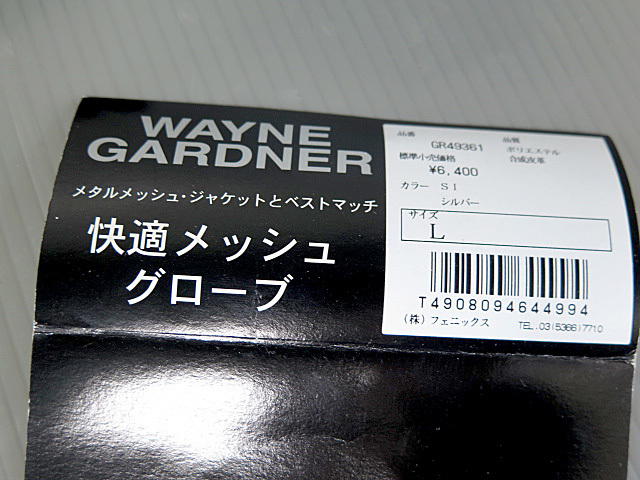 WAYNE
GARDNER
メタルメッシュ・ジャケットとベストマッチ
快適メッシュ
グローブ
品番 品質
GR49361 ポリエステル
標準小売価格 合成皮革
¥6,400
カラー SI
シルバー
サイズ
L
T4908094644994
(株)フェニックス TEL.03(5366)7710